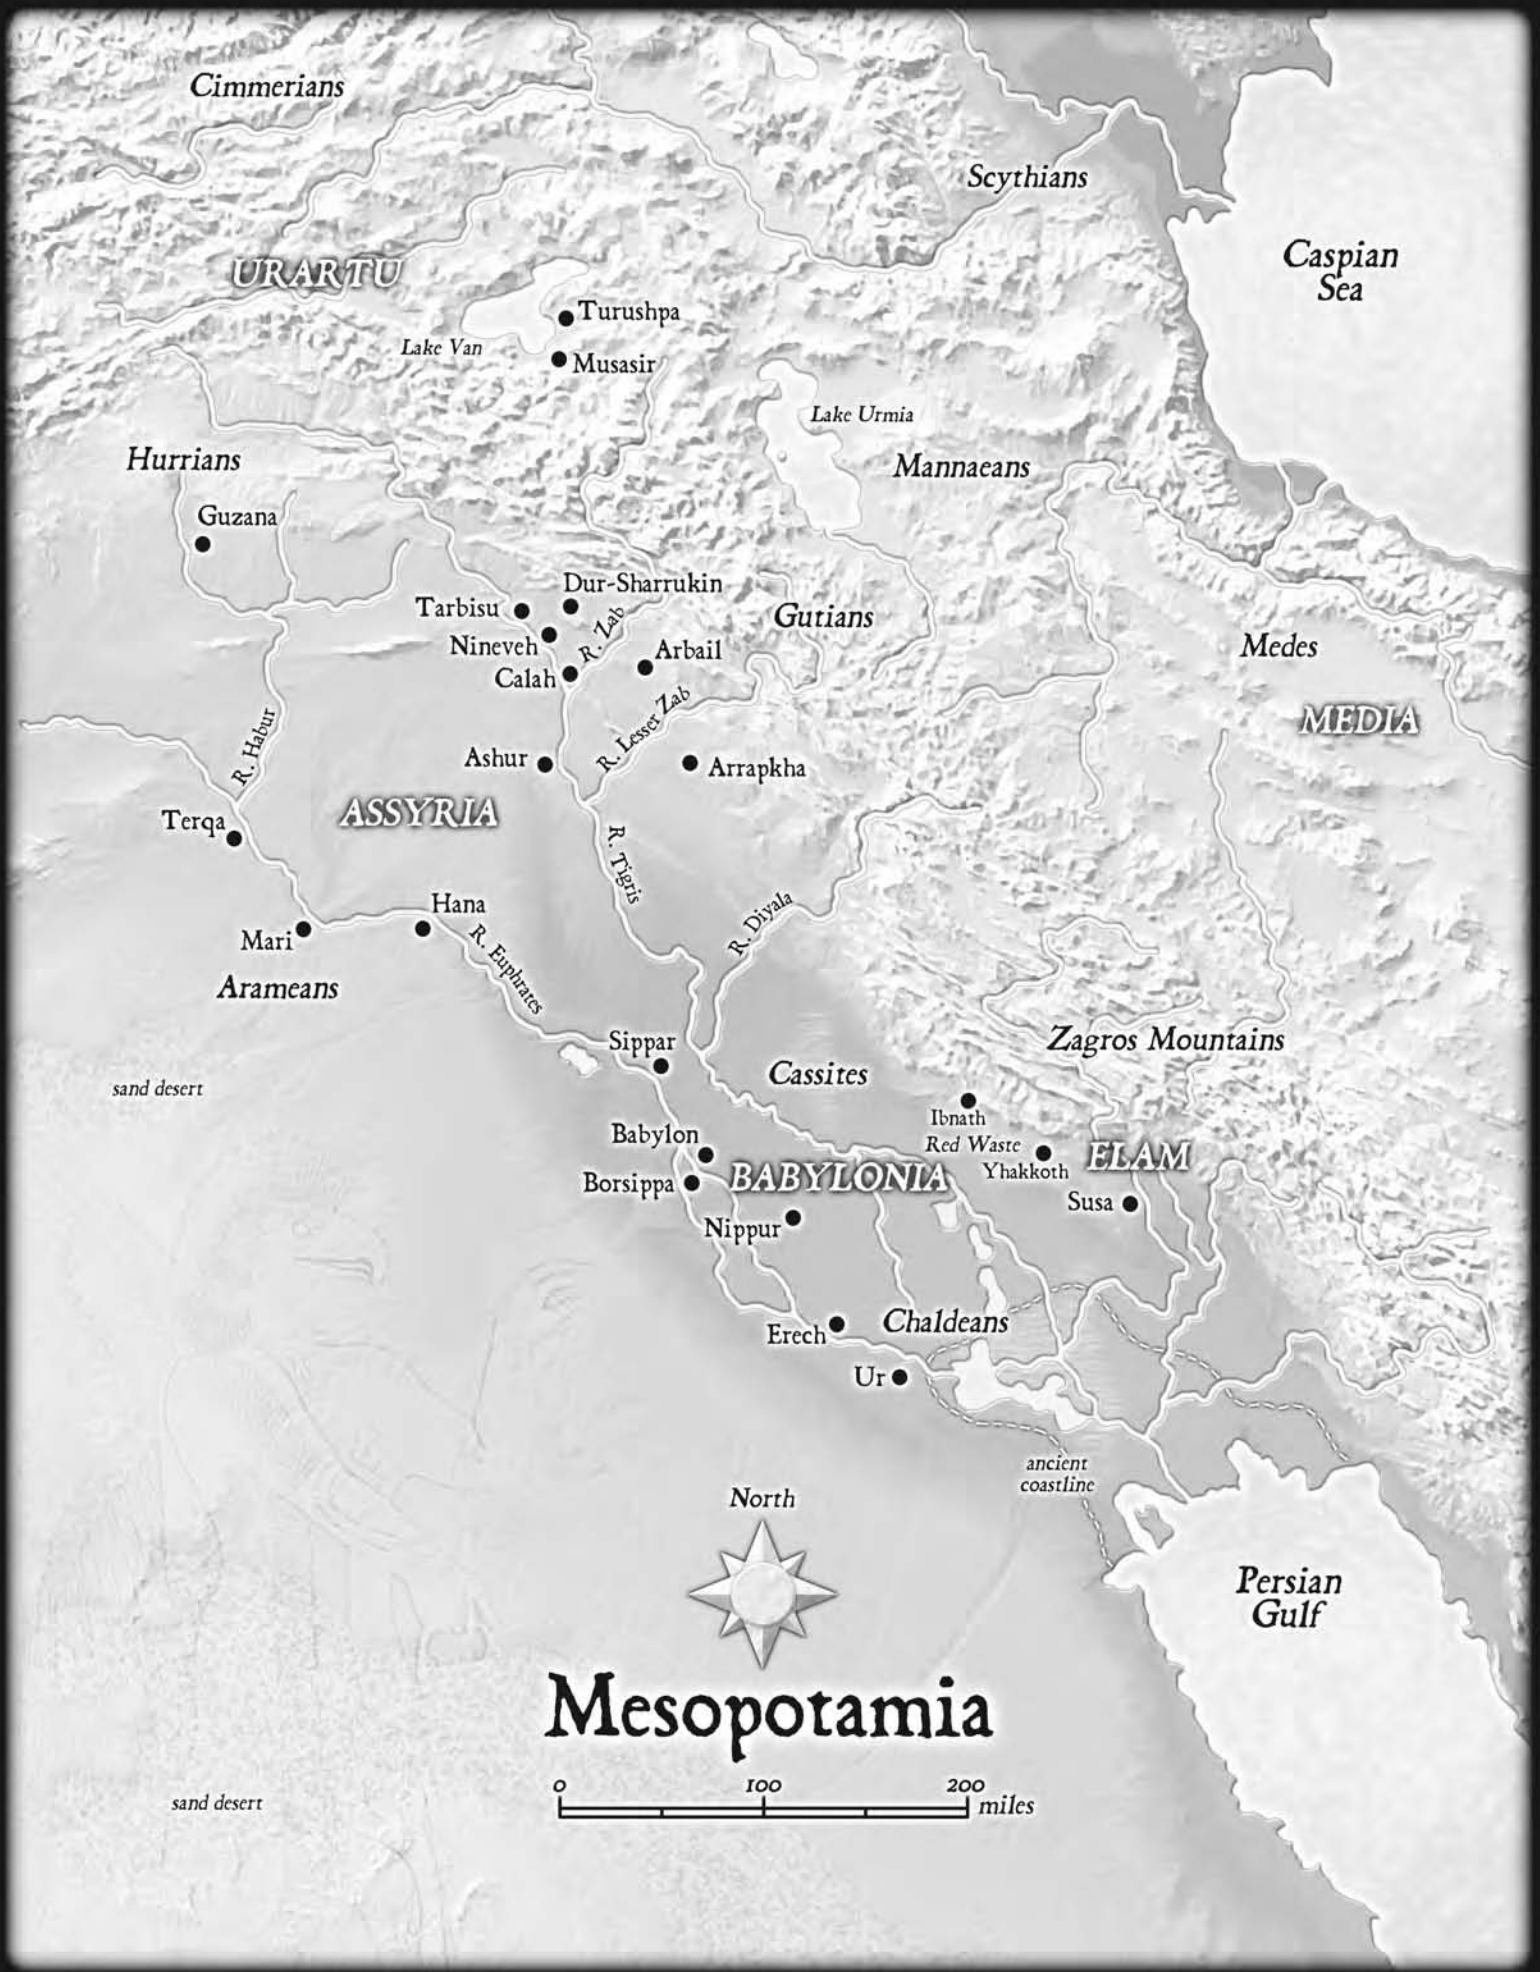 Cimmerians
Scythians
Caspian
Sea
URARTU
Turushpa
Lake Van
Musasir
Lake Urmia
Hurrians
Mannaeans
Guzana
Dur-Sharrukin
Tarbisu
R. Zab
Gutians
Nineveh
Arbail
Medes
Calah
R. Lesser Zab
MEDIA
R. Habur
Ashur
Arrapkha
ASSYRIA
Terqa
R. Tigris
Hana
R. Diyala
Mari
R. Euphrates
Arameans
Sippar
Zagros Mountains
Cassites
sand desert
Ibnath
Babylon
Red Waste
ELAM
Yhakkoth
BABYLONIA
Borsippa
Susa
Nippur
Chaldeans
Erech
Ur
ancient
coastline
North
Persian
Gulf
Mesopotamia
0 100 200
miles
sand desert